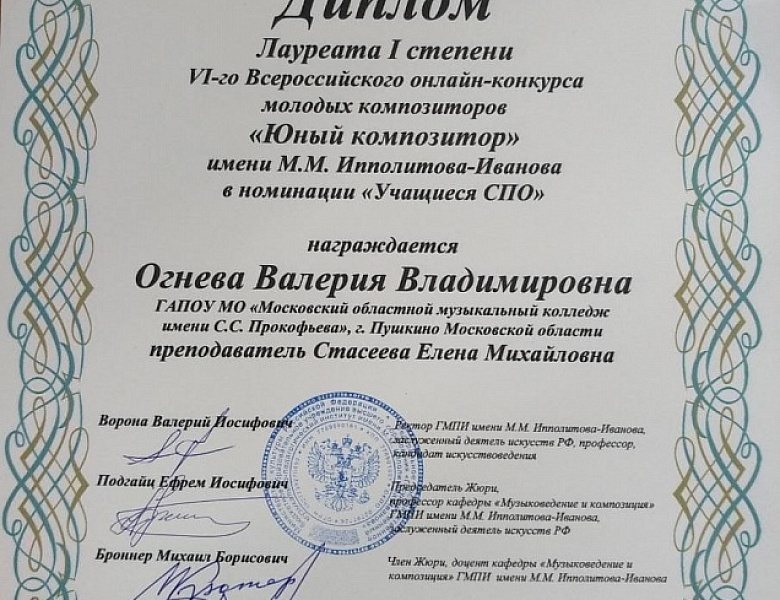 Диплом
Лауреата I степени
VI-го Всероссийского онлайн-конкурса
молодых композиторов
«Юный композитор»
имени М.М. Ипполитова-Иванова
в номинации «Учащиеся СПО»
награждается
Огнева Валерия Владимировна
ГАПОУ МО «Московский областной музыкальный колледж
имени С.С. Прокофьева», г. Пушкино Московской области
преподаватель Стасеева Елена Михайловна
Ворона Валерий Иосифович
Ректор ГМПИ имени М.М. Ипполитова-Иванова,
заслуженный деятель искусств РФ, профессор,
кандидат искусствоведения
Подгайц Ефрем Иосифович
Председатель Жюри,
профессор кафедры «Музыковедение и композиция»
ГМПИ имени М.М. Ипполитова-Иванова,
заслуженный деятель искусств РФ
Броннер Михаил Борисович
Член Жюри, доцент кафедры «Музыковедение и
композиция» ГМПИ имени М.М. Ипполитова-Иванова